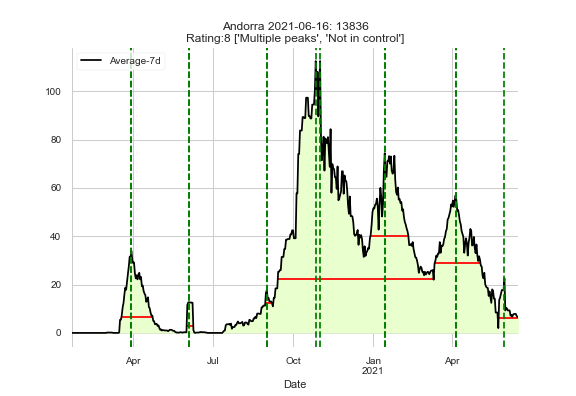 Andorra 2021-06-16: 13836
Rating:8 ['Multiple peaks', 'Not in control']
Average-7d
100
80
60
40
20
0
Apr
Jul
Oct
Jan
2021
Apr
Date